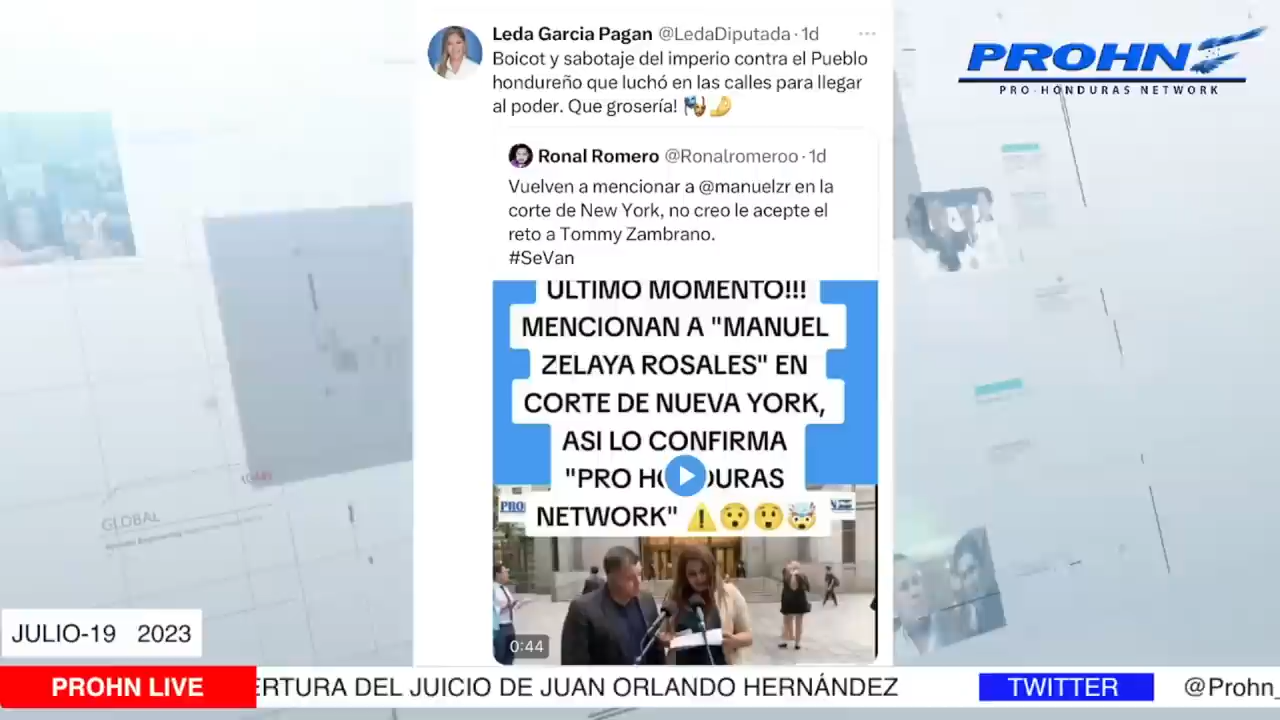 Leda Garcia Pagan @LedaDiputada · 1d
Boicot y sabotaje del imperio contra el Pueblo
hondureño que luchó en las calles para llegar
al poder. Que grosería!
Ronal Romero @Ronalromeroo · 1d
Vuelven a mencionar a @manuelzr en la
corte de New York, no creo le acepte el
reto a Tommy Zambrano.
#SeVan
ULTIMO MOMENTO!!!
MENCIONAN A "MANUEL
ZELAYA ROSALES" EN
CORTE DE NUEVA YORK,
ASI LO CONFIRMA
"PRO HONDURAS
NETWORK"
0:44
PROHN
PRO-HONDURAS NETWORK
GLOBAL
JULIO-19 2023
PROHN LIVE
ERTURA DEL JUICIO DE JUAN ORLANDO HERNÁNDEZ
TWITTER
@Prohn_